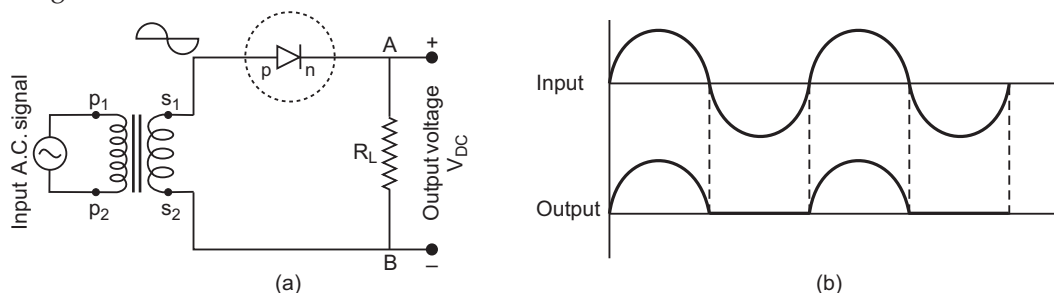 A
+
p
n
Input A.C. signal
p1
s1
RL
Output voltage
VDC
p2
s2
B
–
(a)
Input
Output
(b)